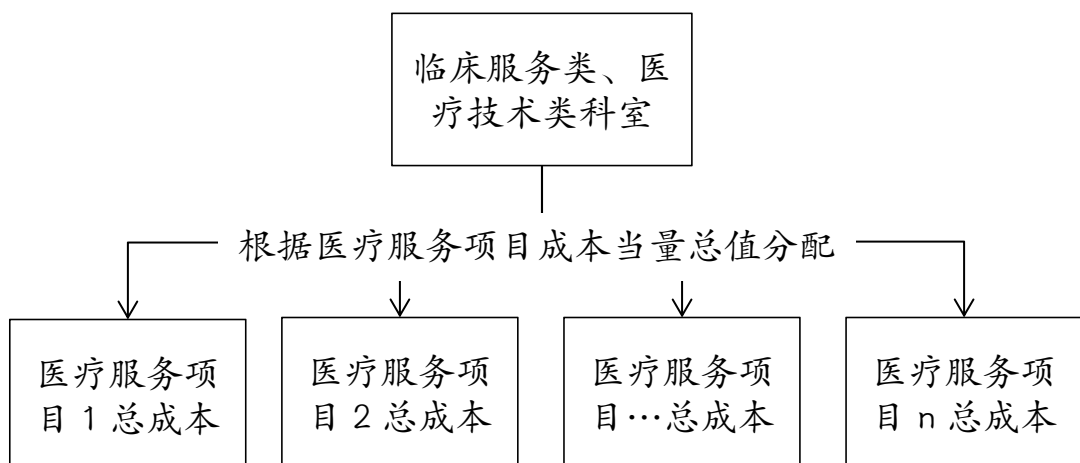 临床服务类、医
疗技术类科室
根据医疗服务项目成本当量总值分配
医疗服务项
目 1 总成本
医疗服务项
目 2 总成本
医疗服务项
目…总成本
医疗服务项
目 n 总成本